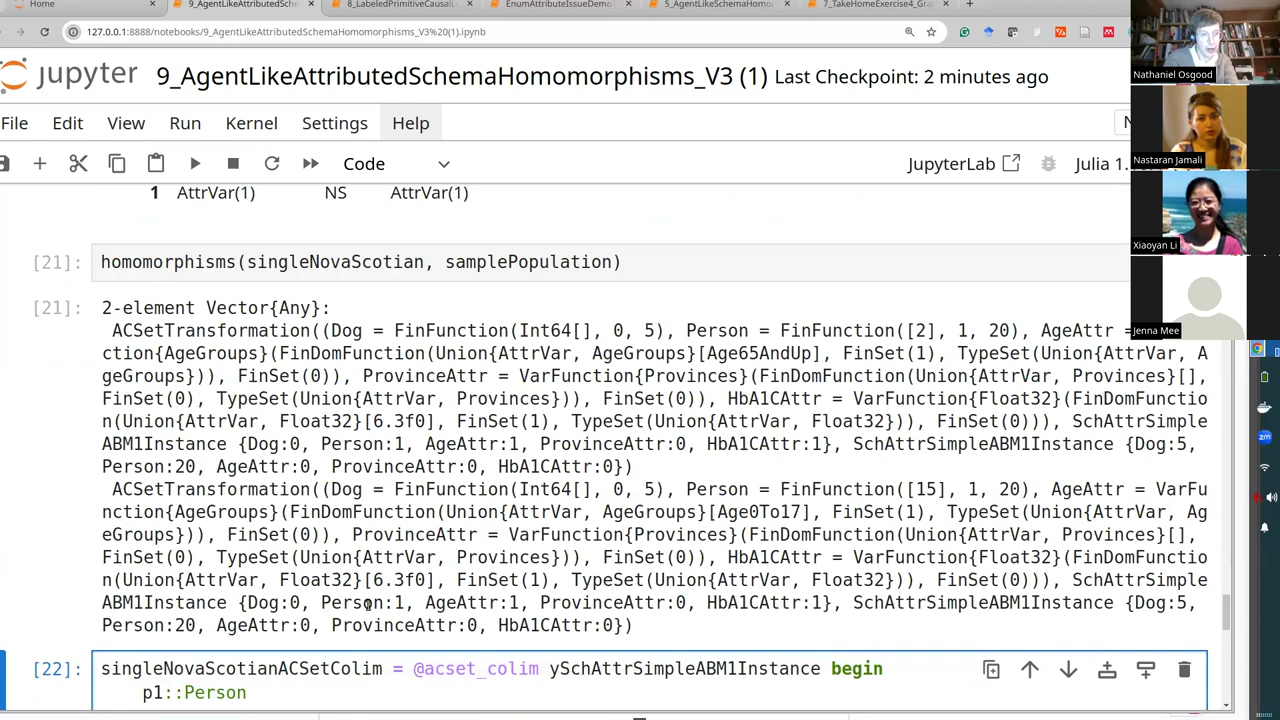 Home
9_AgentLikeAttributedSche
8_LabeledPrimitiveCausalL
EnumAttributeIssueDemo
5_AgentLikeSchemaHomom
7_TakeHomeExercise4_Gra
127.0.0.1:8888/notebooks/9_AgentLikeAttributedSchemaHomomorphisms_V3%20(1).ipynb
jupyter
9_AgentLikeAttributedSchemaHomomorphisms_V3 (1) Last Checkpoint: 2 minutes ago
File Edit View Run Kernel Settings Help
Code
JupyterLab
Julia 1.
1 AttrVar(1) NS AttrVar(1)
[21]: homomorphisms(singleNovaScotian, samplePopulation)
[21]: 2-element Vector{Any}:
ACSetTransformation((Dog = FinFunction(Int64[], 0, 5), Person = FinFunction([2], 1, 20), AgeAttr =
ction{AgeGroups}(FinDomFunction(Union{AttrVar, AgeGroups}[Age65AndUp], FinSet(1), TypeSet(Union{AttrVar, A
geGroups})), FinSet(0)), ProvinceAttr = VarFunction{Provinces}(FinDomFunction(Union{AttrVar, Provinces}[],
FinSet(0), TypeSet(Union{AttrVar, Provinces})), FinSet(0)), HbA1CAttr = VarFunction{Float32}(FinDomFunctio
n(Union{AttrVar, Float32}[6.3f0], FinSet(1), TypeSet(Union{AttrVar, Float32})), FinSet(0))), SchAttrSimple
ABM1Instance {Dog:0, Person:1, AgeAttr:1, ProvinceAttr:0, HbA1CAttr:1}, SchAttrSimpleABM1Instance {Dog:5,
Person:20, AgeAttr:0, ProvinceAttr:0, HbA1CAttr:0})
ACSetTransformation((Dog = FinFunction(Int64[], 0, 5), Person = FinFunction([15], 1, 20), AgeAttr = VarFu
nction{AgeGroups}(FinDomFunction(Union{AttrVar, AgeGroups}[Age0To17], FinSet(1), TypeSet(Union{AttrVar, Ag
eGroups})), FinSet(0)), ProvinceAttr = VarFunction{Provinces}(FinDomFunction(Union{AttrVar, Provinces}[],
FinSet(0), TypeSet(Union{AttrVar, Provinces})), FinSet(0)), HbA1CAttr = VarFunction{Float32}(FinDomFunctio
n(Union{AttrVar, Float32}[6.3f0], FinSet(1), TypeSet(Union{AttrVar, Float32})), FinSet(0))), SchAttrSimple
ABM1Instance {Dog:0, Person:1, AgeAttr:1, ProvinceAttr:0, HbA1CAttr:1}, SchAttrSimpleABM1Instance {Dog:5,
Person:20, AgeAttr:0, ProvinceAttr:0, HbA1CAttr:0})
[22]: singleNovaScotianACSetColim = @acset_colim ySchAttrSimpleABM1Instance begin
p1::Person
Nathaniel Osgood
Nastaran Jamali
Xiaoyan Li
Jenna Mee
zm